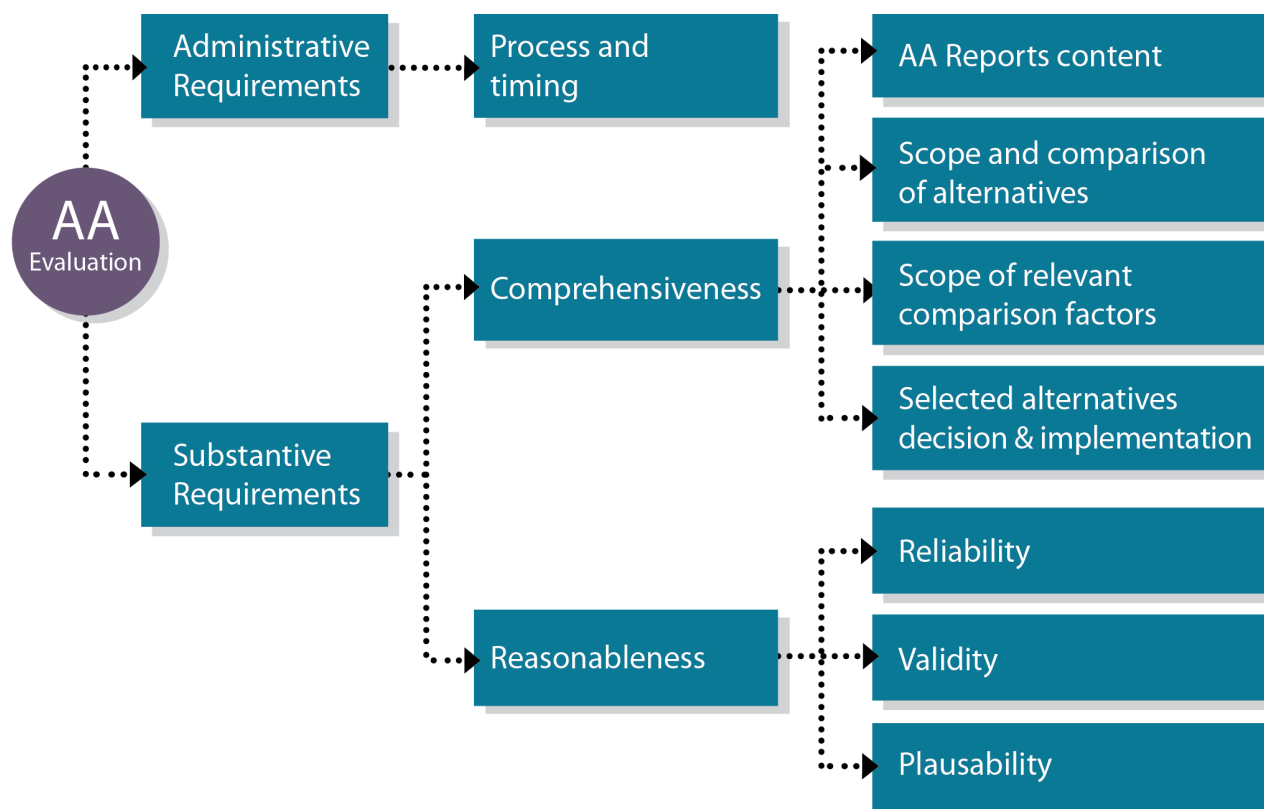 AA
Evaluation
Administrative
Requirements
Process and
timing
Substantive
Requirements
Comprehensiveness
AA Reports content
Scope and comparison
of alternatives
Scope of relevant
comparison factors
Selected alternatives
decision & implementation
Reasonableness
Reliability
Validity
Plausability